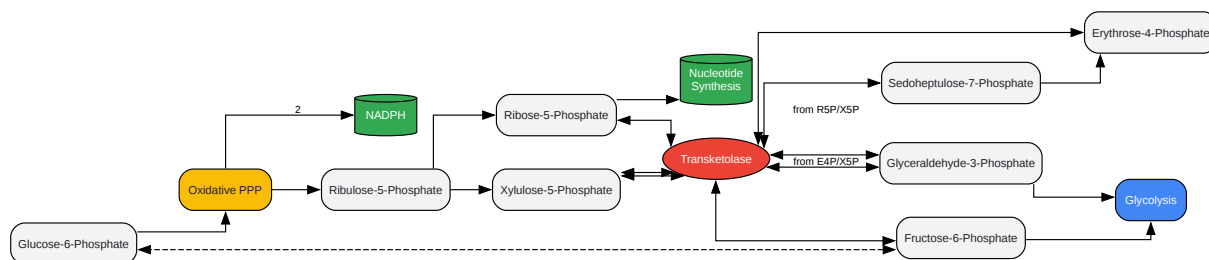 Erythrose-4-Phosphate
Nucleotide
Synthesis
Sedoheptulose-7-Phosphate
2
NADPH
Ribose-5-Phosphate
from R5P/X5P
Transketolase
from E4P/X5P
Glyceraldehyde-3-Phosphate
Oxidative PPP
Ribulose-5-Phosphate
Xylulose-5-Phosphate
Glycolysis
Glucose-6-Phosphate
Fructose-6-Phosphate